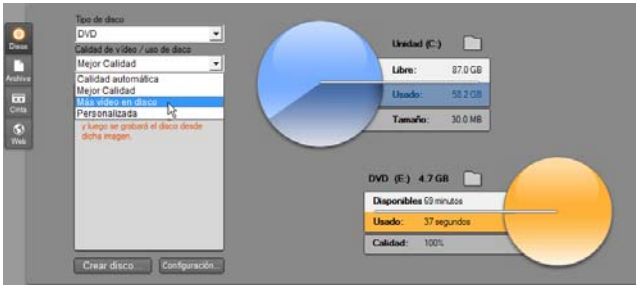 Tipo de disco
DVD
Calidad de vídeo / uso de disco
Mejor Calidad
Calidad automática
Mejor Calidad
Más vídeo en disco
Personalizada
y luego se grabará el disco desde
dicha imagen.
Crear disco...
Configuración...
Disco
Archivo
Cinta
Web
Unidad (C:)
Libre: 87.0 GB
Usado: 58.2 GB
Tamaño: 30.0 MB
DVD (E:) 4.7 GB
Disponibles 69 minutos
Usado: 37 segundos
Calidad: 100%